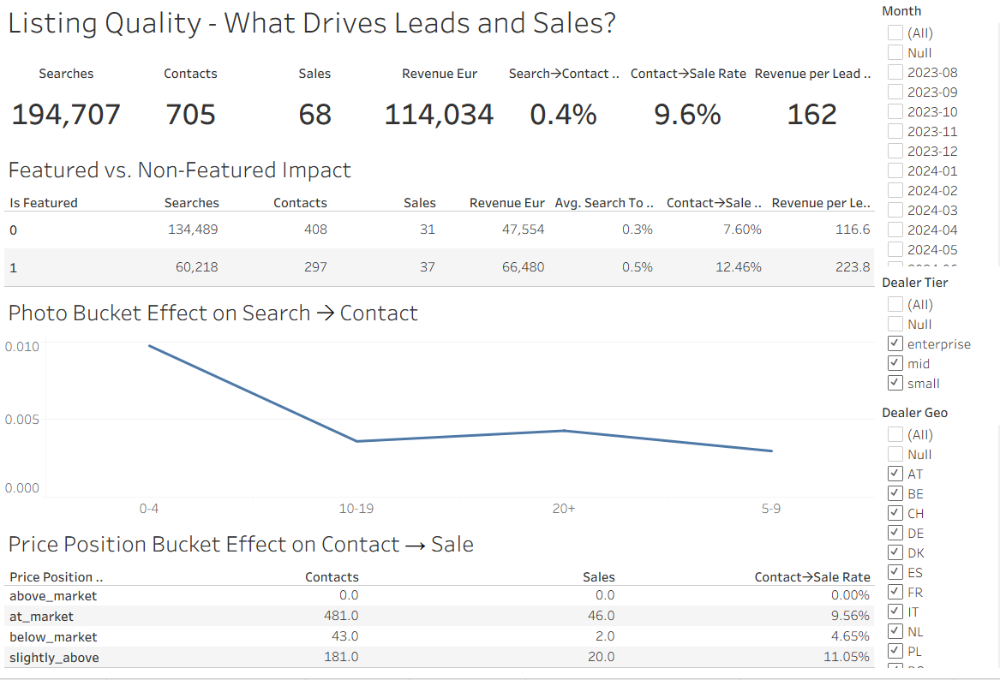 Listing Quality - What Drives Leads and Sales?
Searches Contacts Sales Revenue Eur Search→Contact .. Contact→Sale Rate Revenue per Lead ..
194,707 705 68 114,034 0.4% 9.6% 162
Featured vs. Non-Featured Impact
Is Featured Searches Contacts Sales Revenue Eur Avg. Search To .. Contact→Sale .. Revenue per Le..
0 134,489 408 31 47,554 0.3% 7.60% 116.6
1 60,218 297 37 66,480 0.5% 12.46% 223.8
Photo Bucket Effect on Search → Contact
0.010
0.005
0.000
0-4 10-19 20+ 5-9
Price Position Bucket Effect on Contact → Sale
Price Position .. Contacts Sales Contact→Sale Rate
above_market 0.0 0.0 0.00%
at_market 481.0 46.0 9.56%
below_market 43.0 2.0 4.65%
slightly_above 181.0 20.0 11.05%
Month
(All)
Null
2023-08
2023-09
2023-10
2023-11
2023-12
2024-01
2024-02
2024-03
2024-04
2024-05
Dealer Tier
(All)
Null
enterprise
mid
small
Dealer Geo
(All)
Null
AT
BE
CH
DE
DK
ES
FR
IT
NL
PL